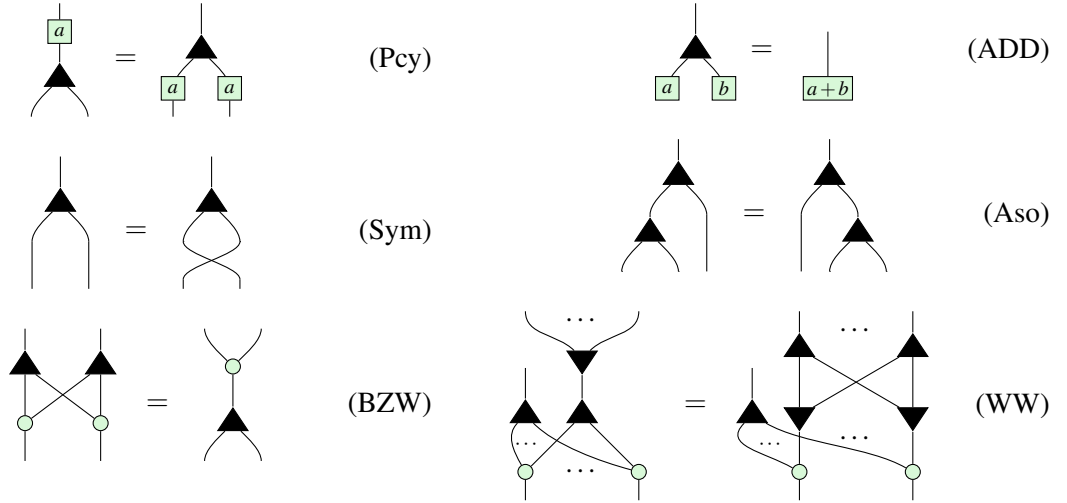 a = a a (Pcy)
a b = a+b (ADD)
= (Sym)
= (Aso)
= (BZW)
... ... ... = ... ... ... (WW)